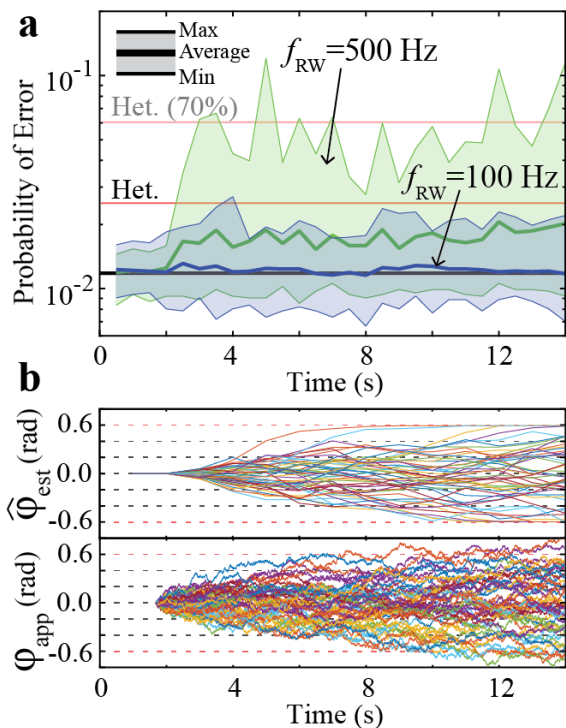 a
Max
Average
Min
f_RW=500 Hz
Het. (70%)
Het.
f_RW=100 Hz
Probability of Error
10⁻¹
10⁻²
0 4 8 12
Time (s)
b
φ̂_est (rad)
0.6
0.0
-0.6
0 4 8 12
Time (s)
φ_app (rad)
0.6
0.0
-0.6